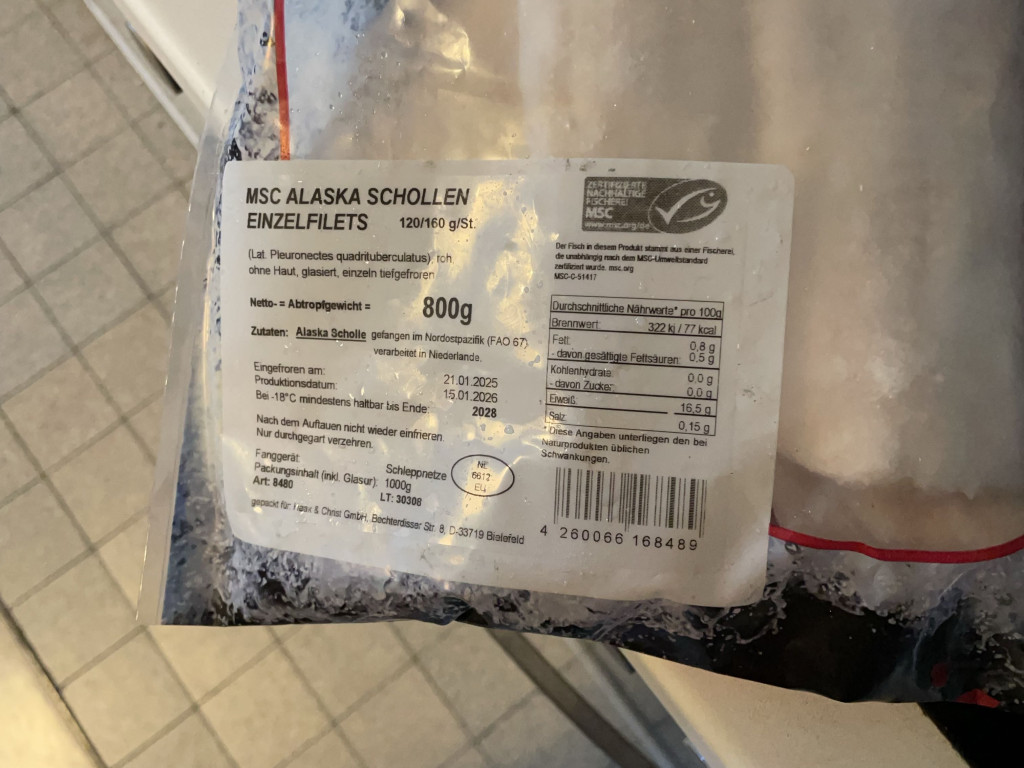 MSC ALASKA SCHOLLEN
EINZELFILETS 120/160 g/St.
(Lat. Pleuronectes quadrituberculatus), roh,
ohne Haut, glasiert, einzeln tiefgefroren
Netto- = Abtropfgewicht = 800g
Zutaten: Alaska Scholle gefangen im Nordostpazifik (FAO 67)
verarbeitet in Niederlande.
Eingefroren am: 21.01.2025
Produktionsdatum: 15.01.2026
Bei -18°C mindestens haltbar bis Ende: 2028
Nach dem Auftauen nicht wieder einfrieren.
Nur durchgegart verzehren.
Fanggerät: Schleppnetze
Packungsinhalt (inkl. Glasur): 1000g
Art: 8480 LT: 30308
NL
6612
EU
gepackt für: Haak & Christ GmbH, Bechterdisser Str. 8, D-33719 Bielefeld
ZERTIFIZIERTE
NACHHALTIGE
FISCHEREI
MSC
www.msc.org/de
Der Fisch in diesem Produkt stammt aus einer Fischerei,
die unabhängig nach dem MSC-Umweltstandard
zertifiziert wurde. msc.org
MSC-C-51417
Durchschnittliche Nährwerte* pro 100g
Brennwert: 322 kj / 77 kcal
Fett: 0,8 g
- davon gesättigte Fettsäuren: 0,5 g
Kohlenhydrate: 0,0 g
- davon Zucker: 0,0 g
Eiweiß: 16,5 g
Salz: 0,15 g
* Diese Angaben unterliegen den bei
Naturprodukten üblichen
Schwankungen.
4 260066 168489